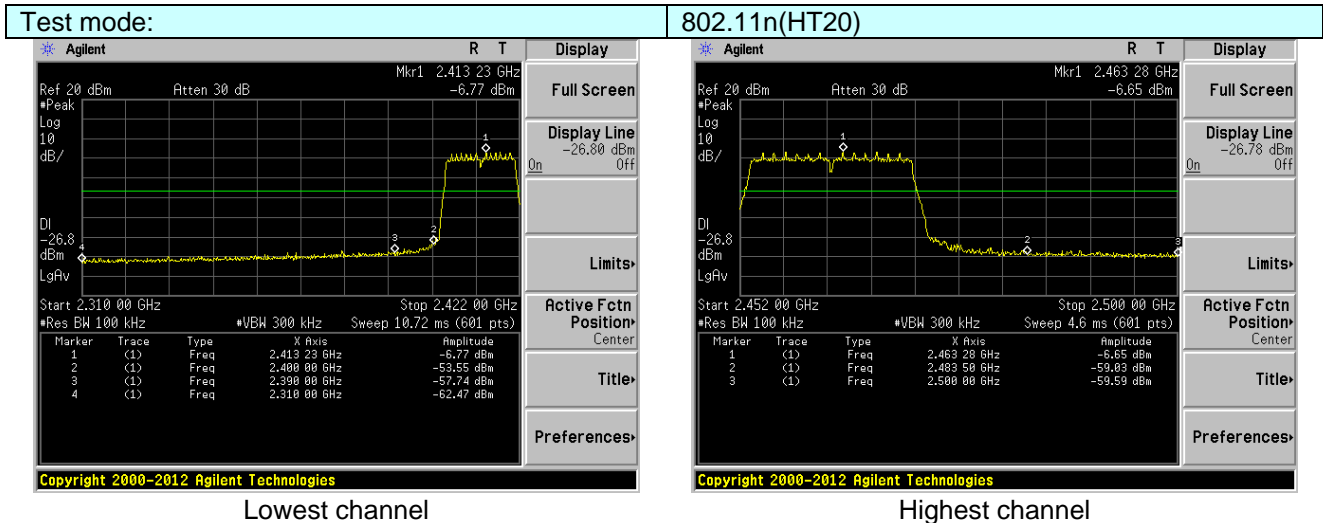 Test mode: 802.11n(HT20)
Agilent R T
Mkr1 2.413 23 GHz
Ref 20 dBm Atten 30 dB -6.77 dBm
#Peak
Log
10
dB/
1
2
3
4
DI
-26.8
dBm
LgAv
Start 2.310 00 GHz Stop 2.422 00 GHz
#Res BW 100 kHz #VBW 300 kHz Sweep 10.72 ms (601 pts)
Marker Trace Type X Axis Amplitude
1 (1) Freq 2.413 23 GHz -6.77 dBm
2 (1) Freq 2.400 00 GHz -53.55 dBm
3 (1) Freq 2.390 00 GHz -57.74 dBm
4 (1) Freq 2.310 00 GHz -62.47 dBm
Display
Full Screen
Display Line
-26.80 dBm
On Off
Limits
Active Fctn
Position
Center
Title
Preferences
Copyright 2000-2012 Agilent Technologies
Lowest channel
Agilent R T
Mkr1 2.463 28 GHz
Ref 20 dBm Atten 30 dB -6.65 dBm
#Peak
Log
10
dB/
1
2
3
DI
-26.8
dBm
LgAv
Start 2.452 00 GHz Stop 2.500 00 GHz
#Res BW 100 kHz #VBW 300 kHz Sweep 4.6 ms (601 pts)
Marker Trace Type X Axis Amplitude
1 (1) Freq 2.463 28 GHz -6.65 dBm
2 (1) Freq 2.483 50 GHz -59.03 dBm
3 (1) Freq 2.500 00 GHz -59.59 dBm
Display
Full Screen
Display Line
-26.78 dBm
On Off
Limits
Active Fctn
Position
Center
Title
Preferences
Copyright 2000-2012 Agilent Technologies
Highest channel